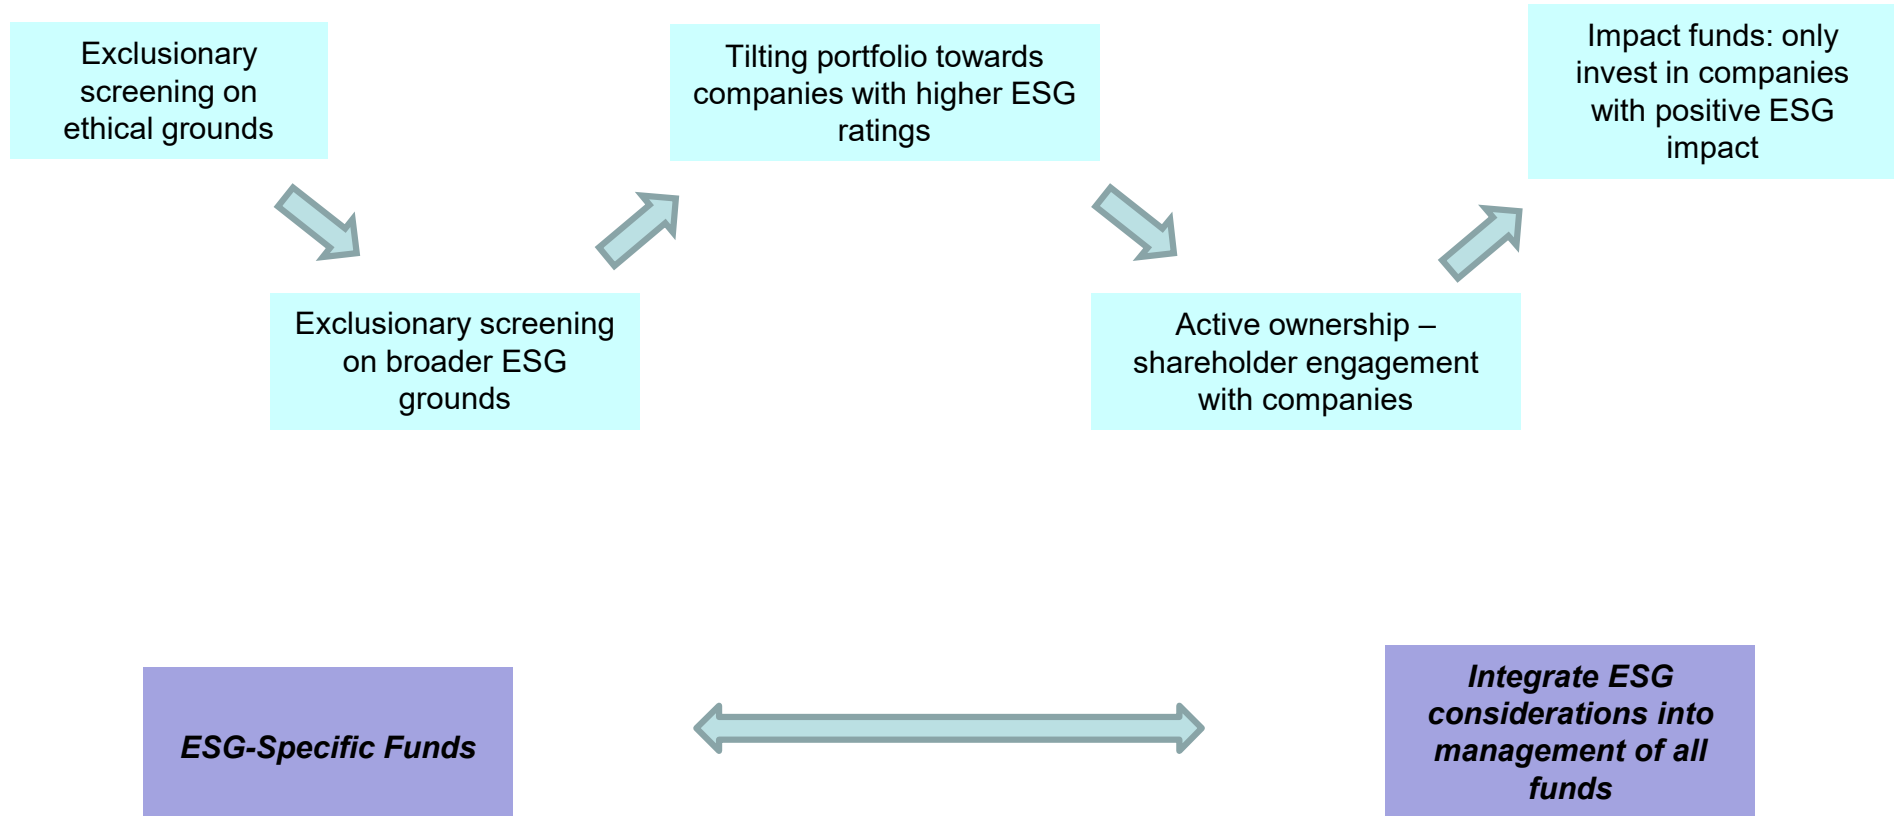 Exclusionary
screening on
ethical grounds
Exclusionary screening
on broader ESG
grounds
Tilting portfolio towards
companies with higher ESG
ratings
Active ownership –
shareholder engagement
with companies
Impact funds: only
invest in companies
with positive ESG
impact
ESG-Specific Funds
Integrate ESG
considerations into
management of all
funds